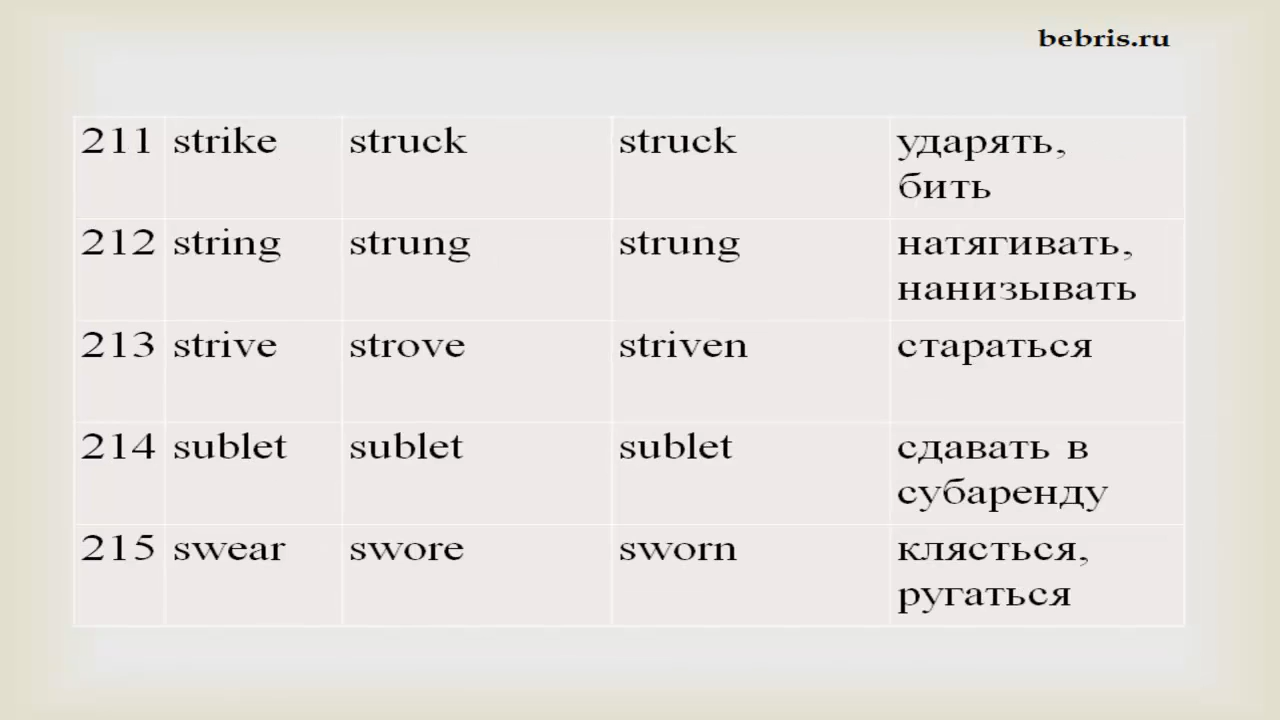 bebris.ru
211 strike struck struck ударять,
бить
212 string strung strung натягивать,
нанизывать
213 strive strove striven стараться
214 sublet sublet sublet сдавать в
субаренду
215 swear swore sworn клясться,
ругаться